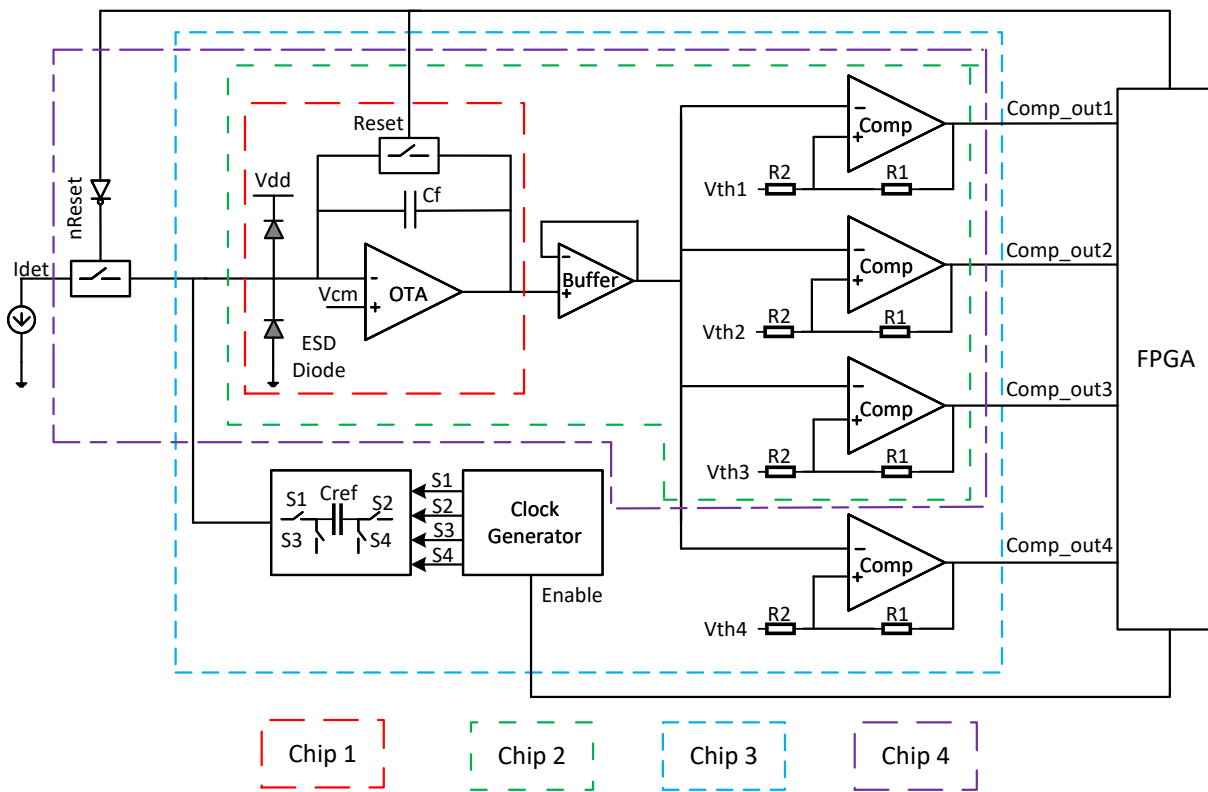 Reset
Vdd
nReset
Cf
Idet
Vcm
OTA
ESD
Diode
Buffer
Comp
R2
R1
Vth1
Comp_out1
Comp
R2
R1
Vth2
Comp_out2
Comp
R2
R1
Vth3
Comp_out3
FPGA
S1
Cref
S2
S3
S4
S1
S2
S3
S4
Clock
Generator
Enable
Comp
R2
R1
Vth4
Comp_out4
Chip 1
Chip 2
Chip 3
Chip 4